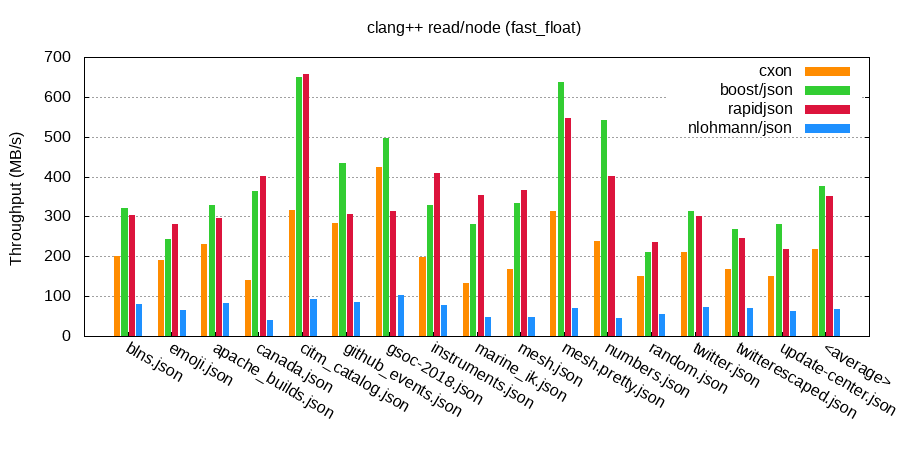 clang++ read/node (fast_float)
Throughput (MB/s)
700
600
500
400
300
200
100
0
cxon
boost/json
rapidjson
nlohmann/json
blns.json
emoji.json
apache_builds.json
canada.json
citm_catalog.json
github_events.json
gsoc-2018.json
instruments.json
marine_ik.json
mesh.json
mesh.pretty.json
numbers.json
random.json
twitter.json
twitterescaped.json
update-center.json
<average>